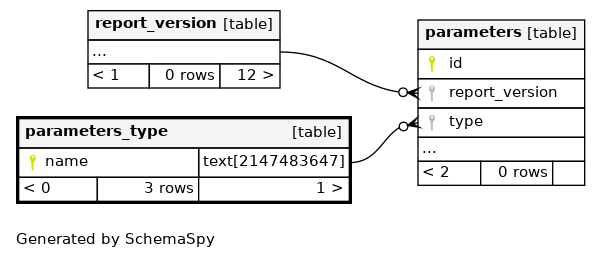 report_version [table]
...
< 1 0 rows 12 >
parameters [table]
id
report_version
type
...
< 2 0 rows
parameters_type [table]
name text[2147483647]
< 0 3 rows 1 >
Generated by SchemaSpy